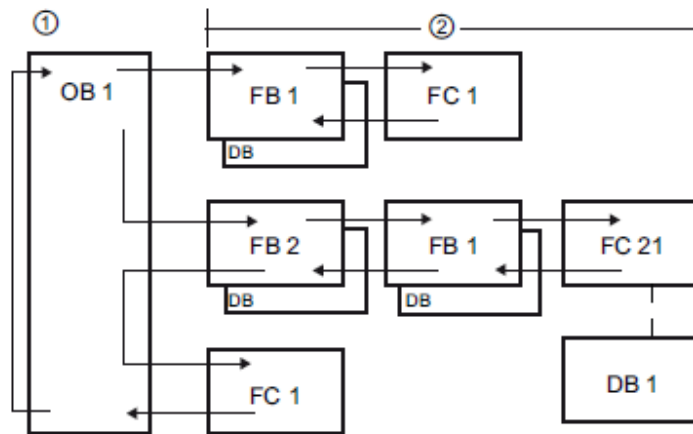 ① ②
OB 1 FB 1 FC 1
DB
FB 2 FB 1 FC 21
DB DB
FC 1 DB 1